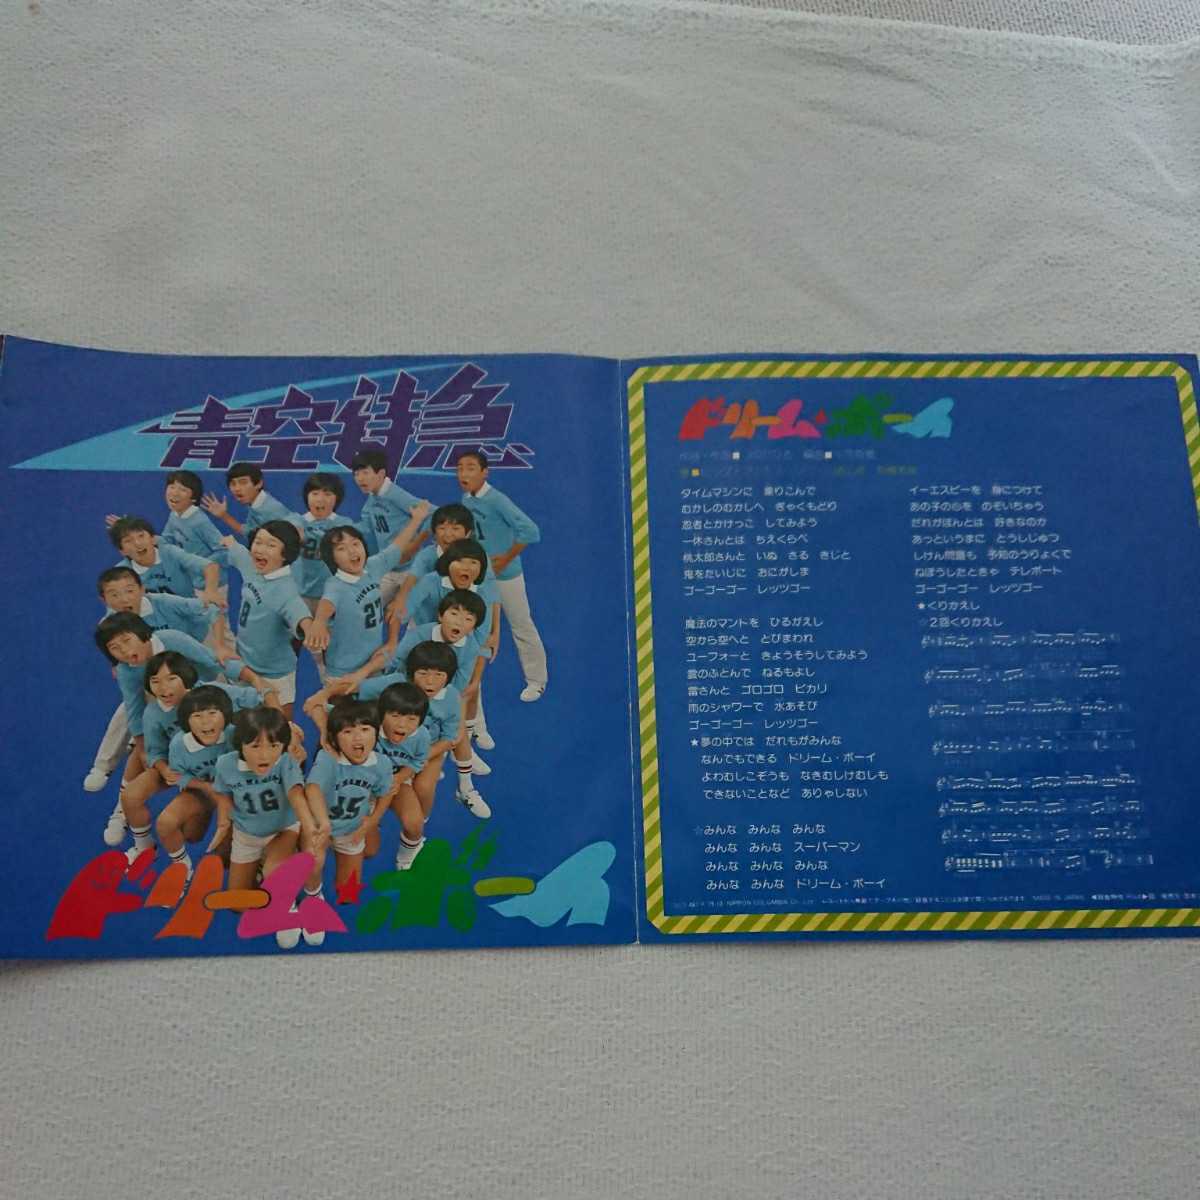 青空特急
ドリーム★ボーイ
16
15
8
27
30
ドリーム★ボーイ
タイムマシンに 乗りこんで
むかしのむかしへ ぎゃくもどり
忍者とかけっこ してみよう
一休さんとは ちえくらべ
桃太郎さんと いぬ さる きじと
鬼をたいじに おにがしま
ゴーゴーゴー レッツゴー
魔法のマントを ひるがえし
空から空へと とびまわれ
ユーフォーと きょうそうしてみよう
雲のふとんで ねるもよし
雷さんと ゴロゴロ ピカリ
雨のシャワーで 水あそび
ゴーゴーゴー レッツゴー
★夢の中では だれもがみんな
なんでもできる ドリーム・ボーイ
よわむしこぞうも なきむしけむしも
できないことなど ありゃしない
☆みんな みんな みんな
みんな みんな スーパーマン
みんな みんな みんな
みんな みんな ドリーム・ボーイ
イーエスピーを 身につけて
あの子の心を のぞいちゃう
だれがほんとは 好きなのか
あっというまに とうしじゅつ
しけん問題も 予知のうりょくで
ねぼうしたときゃ テレポート
ゴーゴーゴー レッツゴー
★くりかえし
☆2回くりかえし
NIPPON COLUMBIA CO., LTD. MADE IN JAPAN